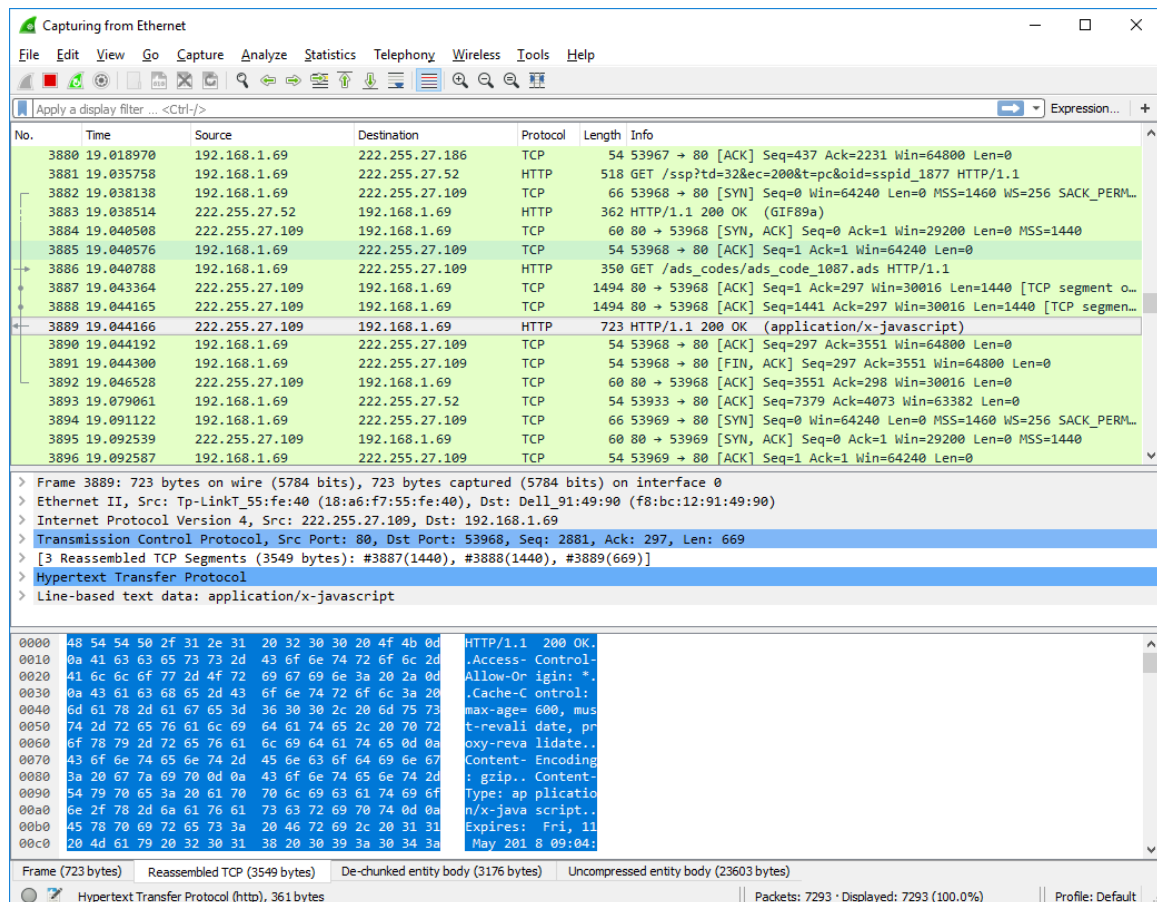 Capturing from Ethernet
File Edit View Go Capture Analyze Statistics Telephony Wireless Tools Help
Apply a display filter ... <Ctrl-/> Expression... +
No. Time Source Destination Protocol Length Info
3880 19.018970 192.168.1.69 222.255.27.186 TCP 54 53967 → 80 [ACK] Seq=437 Ack=2231 Win=64800 Len=0
3881 19.035758 192.168.1.69 222.255.27.52 HTTP 518 GET /ssp?td=32&ec=200&t=pc&oid=sspid_1877 HTTP/1.1
3882 19.038138 192.168.1.69 222.255.27.109 TCP 66 53968 → 80 [SYN] Seq=0 Win=64240 Len=0 MSS=1460 WS=256 SACK_PERM…
3883 19.038514 222.255.27.52 192.168.1.69 HTTP 362 HTTP/1.1 200 OK (GIF89a)
3884 19.040508 222.255.27.109 192.168.1.69 TCP 60 80 → 53968 [SYN, ACK] Seq=0 Ack=1 Win=29200 Len=0 MSS=1440
3885 19.040576 192.168.1.69 222.255.27.109 TCP 54 53968 → 80 [ACK] Seq=1 Ack=1 Win=64240 Len=0
3886 19.040788 192.168.1.69 222.255.27.109 HTTP 350 GET /ads_codes/ads_code_1087.ads HTTP/1.1
3887 19.043364 222.255.27.109 192.168.1.69 TCP 1494 80 → 53968 [ACK] Seq=1 Ack=297 Win=30016 Len=1440 [TCP segment o…
3888 19.044165 222.255.27.109 192.168.1.69 TCP 1494 80 → 53968 [ACK] Seq=1441 Ack=297 Win=30016 Len=1440 [TCP segmen…
3889 19.044166 222.255.27.109 192.168.1.69 HTTP 723 HTTP/1.1 200 OK (application/x-javascript)
3890 19.044192 192.168.1.69 222.255.27.109 TCP 54 53968 → 80 [ACK] Seq=297 Ack=3551 Win=64800 Len=0
3891 19.044300 192.168.1.69 222.255.27.109 TCP 54 53968 → 80 [FIN, ACK] Seq=297 Ack=3551 Win=64800 Len=0
3892 19.046528 222.255.27.109 192.168.1.69 TCP 60 80 → 53968 [ACK] Seq=3551 Ack=298 Win=30016 Len=0
3893 19.079061 192.168.1.69 222.255.27.52 TCP 54 53933 → 80 [ACK] Seq=7379 Ack=4073 Win=63382 Len=0
3894 19.091122 192.168.1.69 222.255.27.109 TCP 66 53969 → 80 [SYN] Seq=0 Win=64240 Len=0 MSS=1460 WS=256 SACK_PERM…
3895 19.092539 222.255.27.109 192.168.1.69 TCP 60 80 → 53969 [SYN, ACK] Seq=0 Ack=1 Win=29200 Len=0 MSS=1440
3896 19.092587 192.168.1.69 222.255.27.109 TCP 54 53969 → 80 [ACK] Seq=1 Ack=1 Win=64240 Len=0
Frame 3889: 723 bytes on wire (5784 bits), 723 bytes captured (5784 bits) on interface 0
Ethernet II, Src: Tp-LinkT_55:fe:40 (18:a6:f7:55:fe:40), Dst: Dell_91:49:90 (f8:bc:12:91:49:90)
Internet Protocol Version 4, Src: 222.255.27.109, Dst: 192.168.1.69
Transmission Control Protocol, Src Port: 80, Dst Port: 53968, Seq: 2881, Ack: 297, Len: 669
[3 Reassembled TCP Segments (3549 bytes): #3887(1440), #3888(1440), #3889(669)]
Hypertext Transfer Protocol
Line-based text data: application/x-javascript
0000 48 54 54 50 2f 31 2e 31 20 32 30 30 20 4f 4b 0d HTTP/1.1 200 OK.
0010 0a 41 63 63 65 73 73 2d 43 6f 6e 74 72 6f 6c 2d .Access- Control-
0020 41 6c 6c 6f 77 2d 4f 72 69 67 69 6e 3a 20 2a 0d Allow-Or igin: *.
0030 0a 43 61 63 68 65 2d 43 6f 6e 74 72 6f 6c 3a 20 .Cache-C ontrol:
0040 6d 61 78 2d 61 67 65 3d 36 30 30 2c 20 6d 75 73 max-age= 600, mus
0050 74 2d 72 65 76 61 6c 69 64 61 74 65 2c 20 70 72 t-revali date, pr
0060 6f 78 79 2d 72 65 76 61 6c 69 64 61 74 65 0d 0a oxy-reva lidate..
0070 43 6f 6e 74 65 6e 74 2d 45 6e 63 6f 64 69 6e 67 Content- Encoding
0080 3a 20 67 7a 69 70 0d 0a 43 6f 6e 74 65 6e 74 2d : gzip.. Content-
0090 54 79 70 65 3a 20 61 70 70 6c 69 63 61 74 69 6f Type: ap plicatio
00a0 6e 2f 78 2d 6a 61 76 61 73 63 72 69 70 74 0d 0a n/x-java script..
00b0 45 78 70 69 72 65 73 3a 20 46 72 69 2c 20 31 31 Expires: Fri, 11
00c0 20 4d 61 79 20 32 30 31 38 20 30 39 3a 30 34 3a May 201 8 09:04:
Frame (723 bytes) Reassembled TCP (3549 bytes) De-chunked entity body (3176 bytes) Uncompressed entity body (23603 bytes)
Hypertext Transfer Protocol (http), 361 bytes Packets: 7293 · Displayed: 7293 (100.0%) Profile: Default